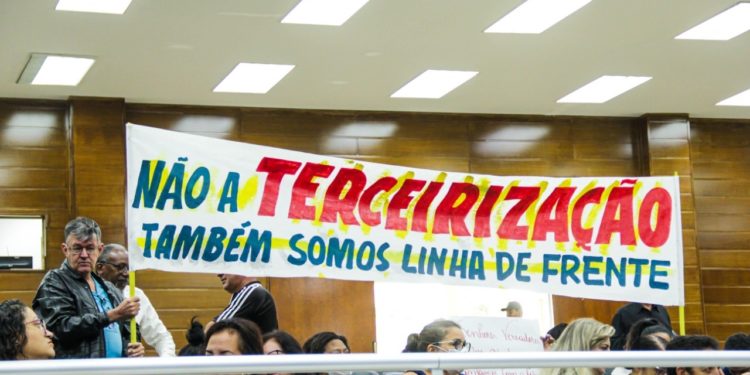 NÃO A TERCEIRIZAÇÃO
TAMBÉM SOMOS LINHA DE FRENTE